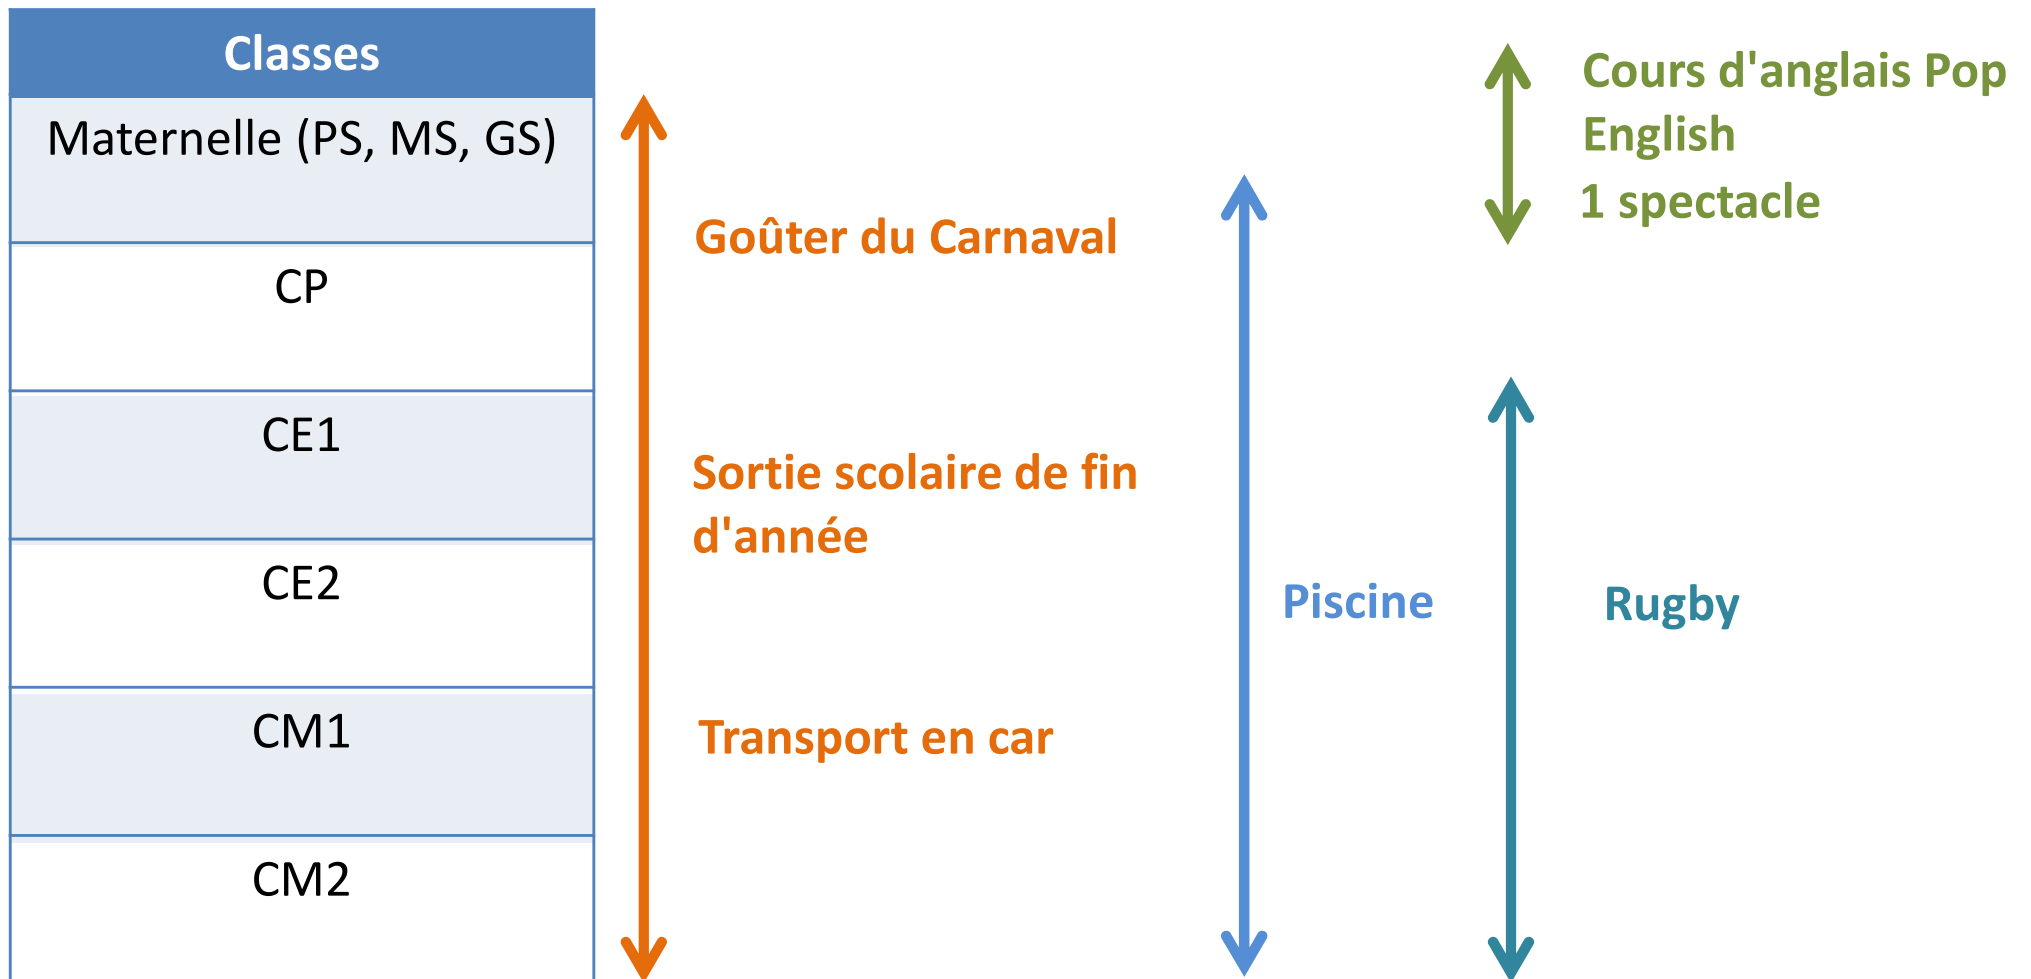 Classes
Maternelle (PS, MS, GS)
CP
CE1
CE2
CM1
CM2
Goûter du Carnaval
Sortie scolaire de fin
d'année
Transport en car
Piscine
Cours d'anglais Pop
English
1 spectacle
Rugby